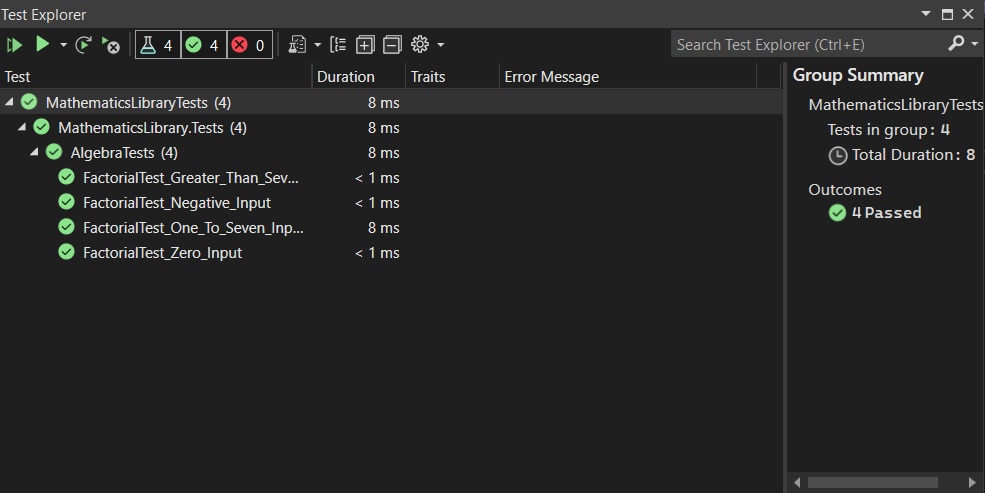 Test Explorer
4 4 0
Search Test Explorer (Ctrl+E)
Test Duration Traits Error Message
MathematicsLibraryTests (4) 8 ms
MathematicsLibrary.Tests (4) 8 ms
AlgebraTests (4) 8 ms
FactorialTest_Greater_Than_Sev... < 1 ms
FactorialTest_Negative_Input < 1 ms
FactorialTest_One_To_Seven_Inp... 8 ms
FactorialTest_Zero_Input < 1 ms
Group Summary
MathematicsLibraryTests
Tests in group: 4
Total Duration: 8
Outcomes
4 Passed